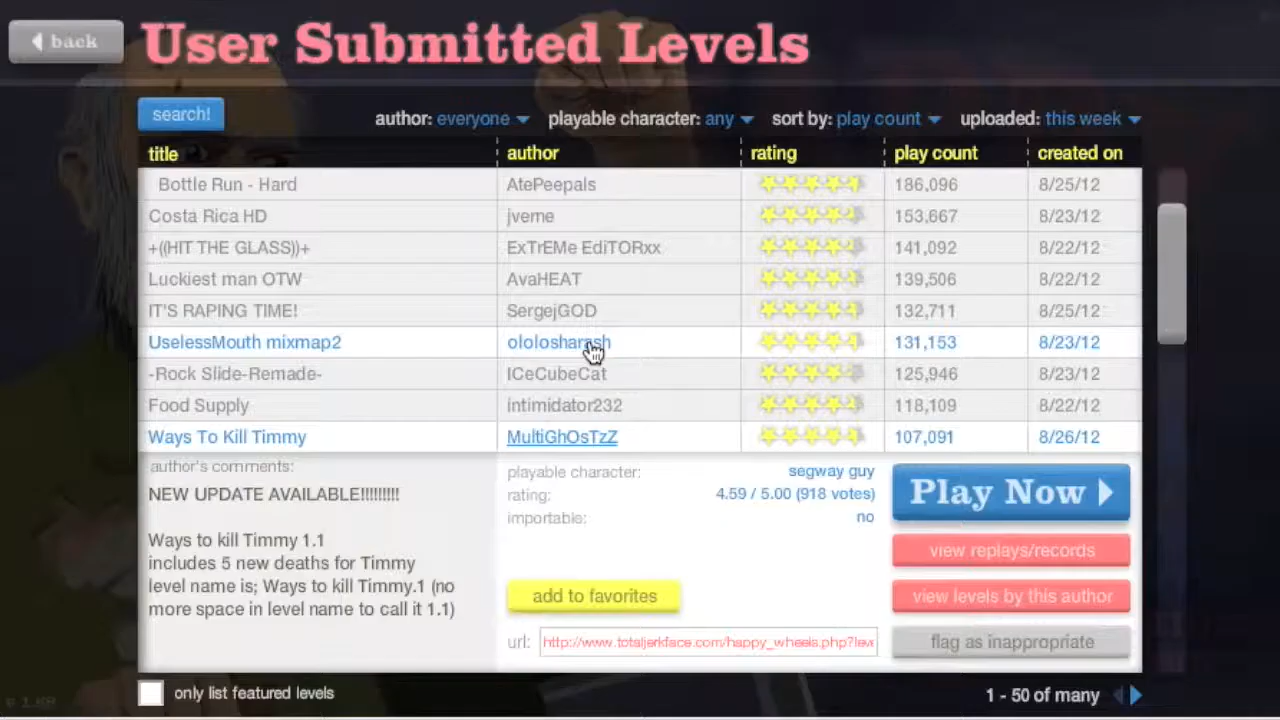 back
User Submitted Levels
search!
author: everyone playable character: any sort by: play count uploaded: this week
title author rating play count created on
Bottle Run - Hard AtePeepals 186,096 8/25/12
Costa Rica HD jverne 153,667 8/23/12
+((HIT THE GLASS))+ ExTrEMe EdiTORxx 141,092 8/22/12
Luckiest man OTW AvaHEAT 139,506 8/22/12
IT'S RAPING TIME! SergejGOD 132,711 8/25/12
UselessMouth mixmap2 131,153 8/23/12
-Rock Slide-Remade- ICeCubeCat 125,946 8/23/12
Food Supply intimidator232 118,109 8/22/12
Ways To Kill Timmy MultiGhOsTzZ 107,091 8/26/12
author's comments:
NEW UPDATE AVAILABLE!!!!!!!!!
Ways to kill Timmy 1.1
includes 5 new deaths for Timmy
level name is; Ways to kill Timmy.1 (no
more space in level name to call it 1.1)
playable character: segway guy
rating: 4.59 / 5.00 (918 votes)
importable: no
add to favorites
url: http://www.totaljerkface.com/happy_wheels.php?leve
Play Now
view replays/records
view levels by this author
flag as inappropriate
only list featured levels
1 - 50 of many